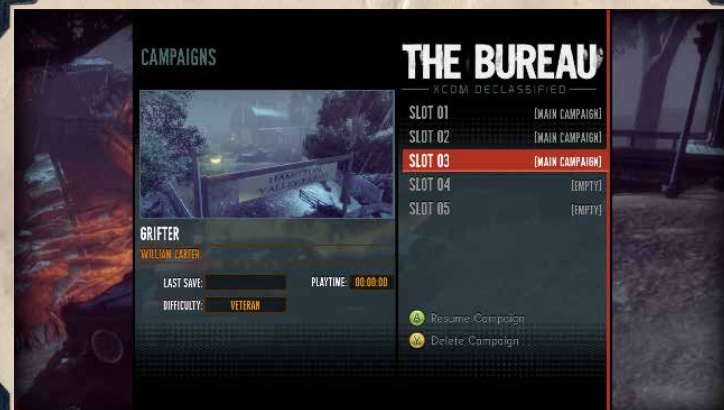 CAMPAIGNS
THE BUREAU
XCOM DECLASSIFIED
SLOT 01 [MAIN CAMPAIGN]
SLOT 02 [MAIN CAMPAIGN]
SLOT 03 [MAIN CAMPAIGN]
SLOT 04 [EMPTY]
SLOT 05 [EMPTY]
VALLEY FARM
GRIFTER
WILLIAM CARTER
LAST SAVE:
PLAYTIME: 00:00:00
DIFFICULTY: VETERAN
A Resume Campaign
Y Delete Campaign